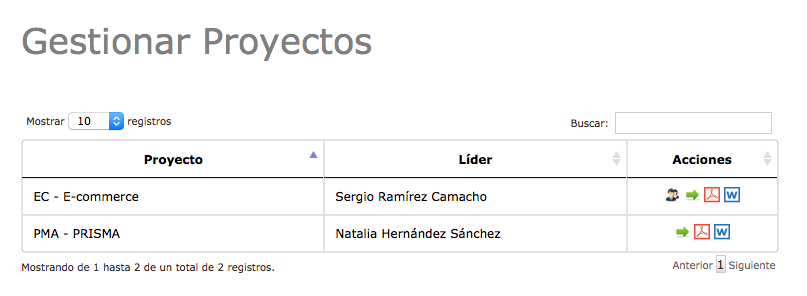 Gestionar Proyectos
Mostrar 10 registros Buscar:
Proyecto Líder Acciones
EC - E-commerce Sergio Ramírez Camacho
PMA - PRISMA Natalia Hernández Sánchez
Mostrando de 1 hasta 2 de un total de 2 registros. Anterior 1 Siguiente